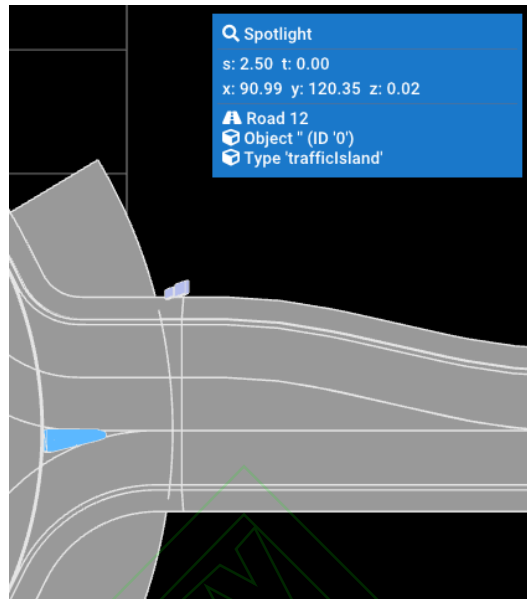 Spotlight
s: 2.50 t: 0.00
x: 90.99 y: 120.35 z: 0.02
Road 12
Object '' (ID '0')
Type 'trafficIsland'